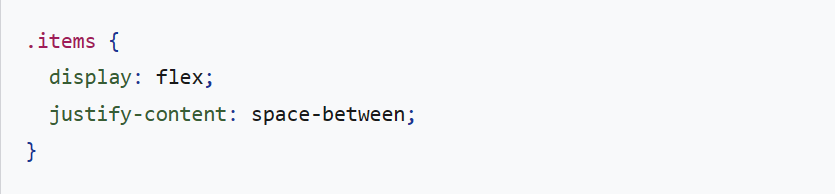 .items {
  display: flex;
  justify-content: space-between;
}